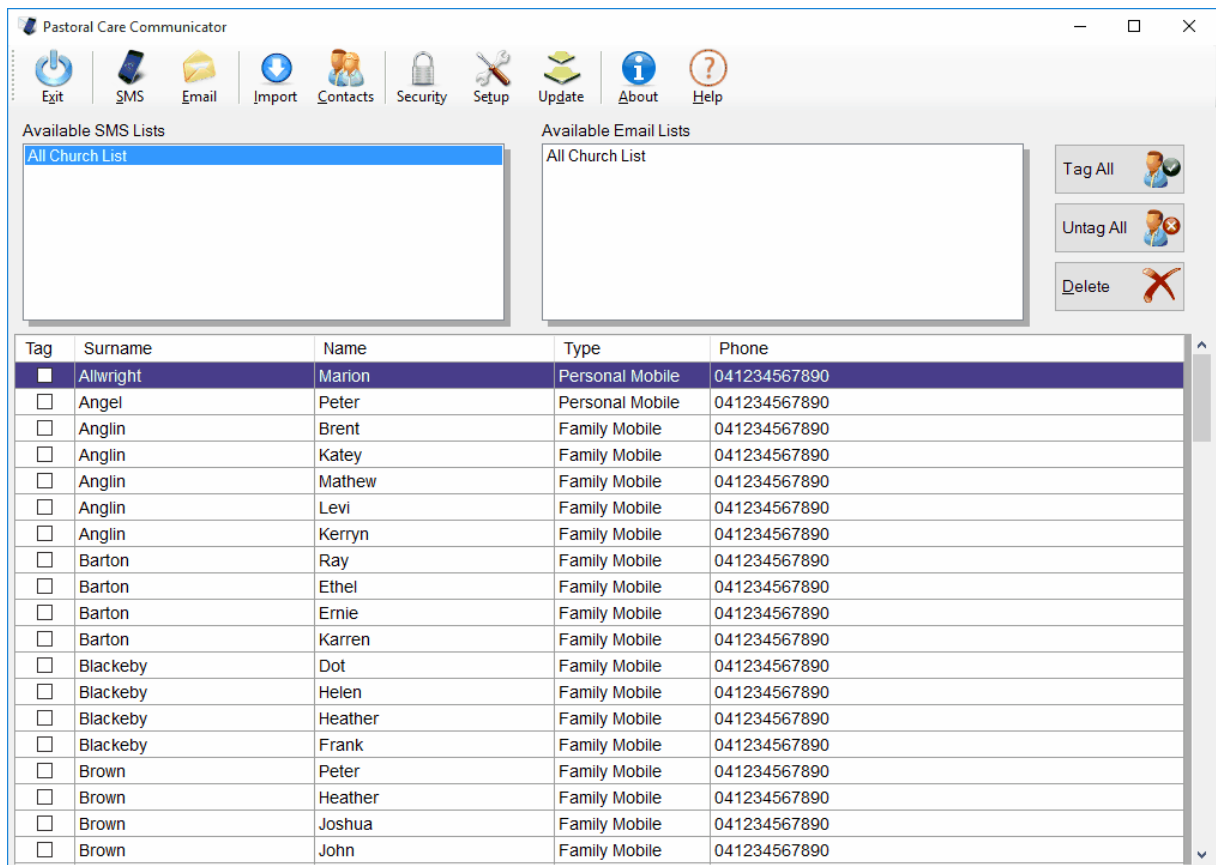 Pastoral Care Communicator
Exit SMS Email Import Contacts Security Setup Update About Help
Available SMS Lists Available Email Lists
All Church List All Church List
Tag All
Untag All
Delete
Tag Surname Name Type Phone
Allwright Marion Personal Mobile 041234567890
Angel Peter Personal Mobile 041234567890
Anglin Brent Family Mobile 041234567890
Anglin Katey Family Mobile 041234567890
Anglin Mathew Family Mobile 041234567890
Anglin Levi Family Mobile 041234567890
Anglin Kerryn Family Mobile 041234567890
Barton Ray Family Mobile 041234567890
Barton Ethel Family Mobile 041234567890
Barton Ernie Family Mobile 041234567890
Barton Karren Family Mobile 041234567890
Blackeby Dot Family Mobile 041234567890
Blackeby Helen Family Mobile 041234567890
Blackeby Heather Family Mobile 041234567890
Blackeby Frank Family Mobile 041234567890
Brown Peter Family Mobile 041234567890
Brown Heather Family Mobile 041234567890
Brown Joshua Family Mobile 041234567890
Brown John Family Mobile 041234567890